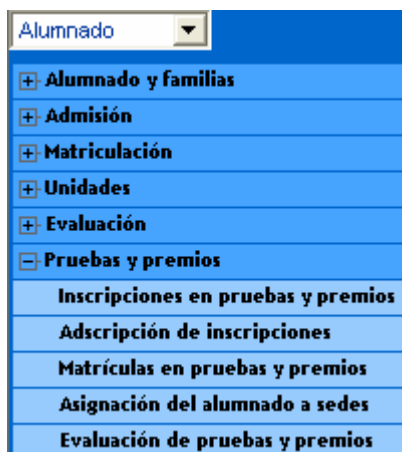 Alumnado
Alumnado y familias
Admisión
Matriculación
Unidades
Evaluación
Pruebas y premios
Inscripciones en pruebas y premios
Adscripción de inscripciones
Matrículas en pruebas y premios
Asignación del alumnado a sedes
Evaluación de pruebas y premios